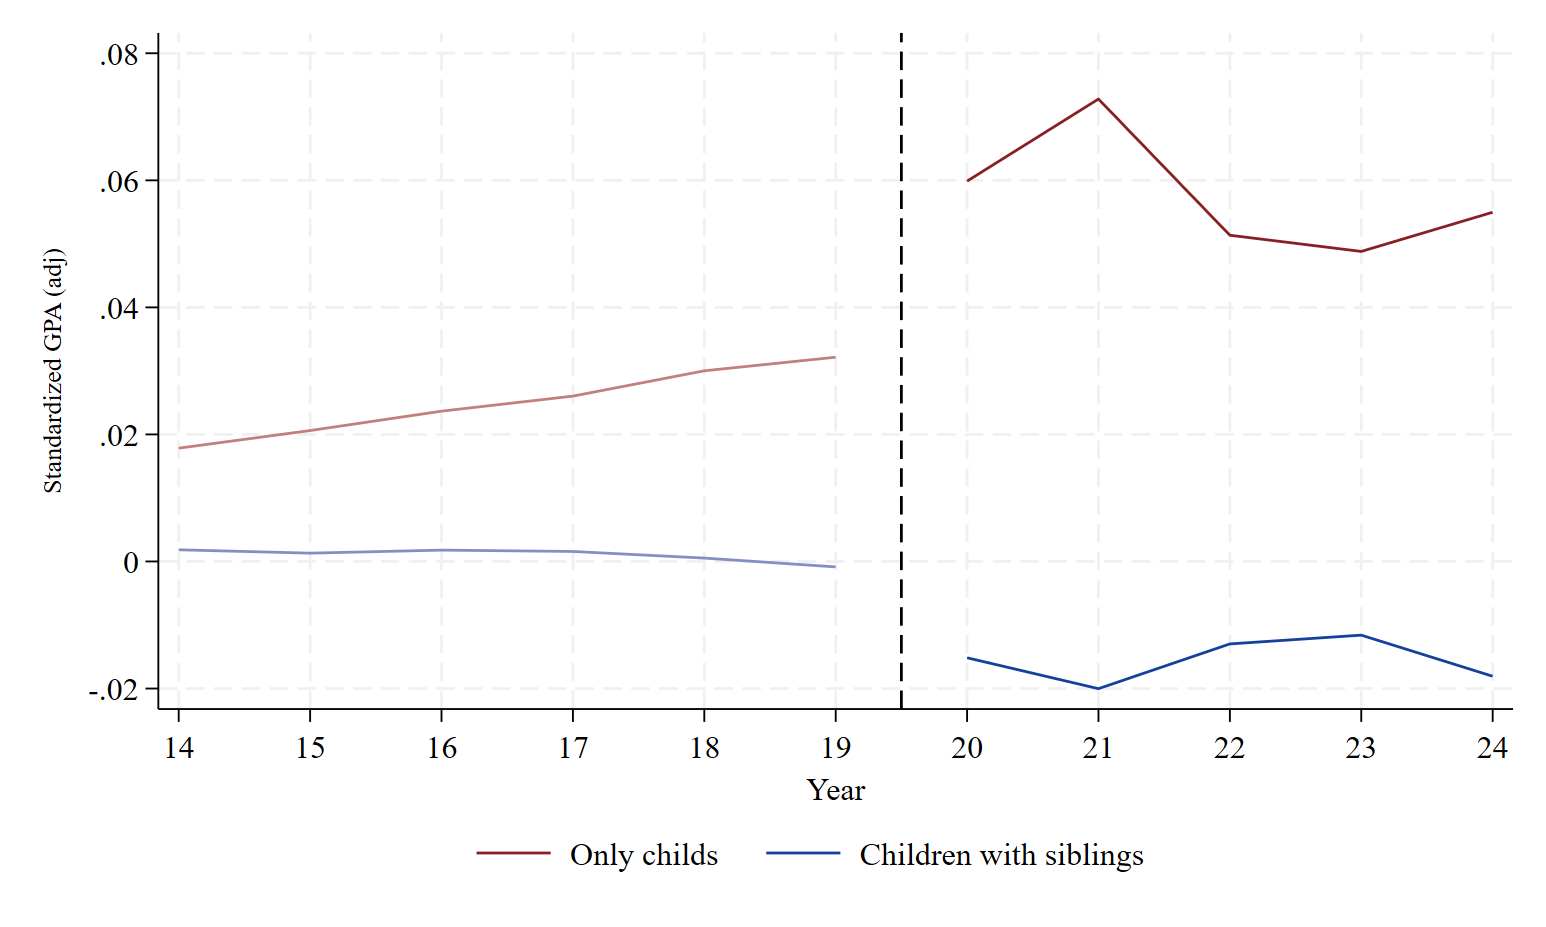 Standardized GPA (adj)
.08
.06
.04
.02
0
-.02
14 15 16 17 18 19 20 21 22 23 24
Year
Only childs Children with siblings